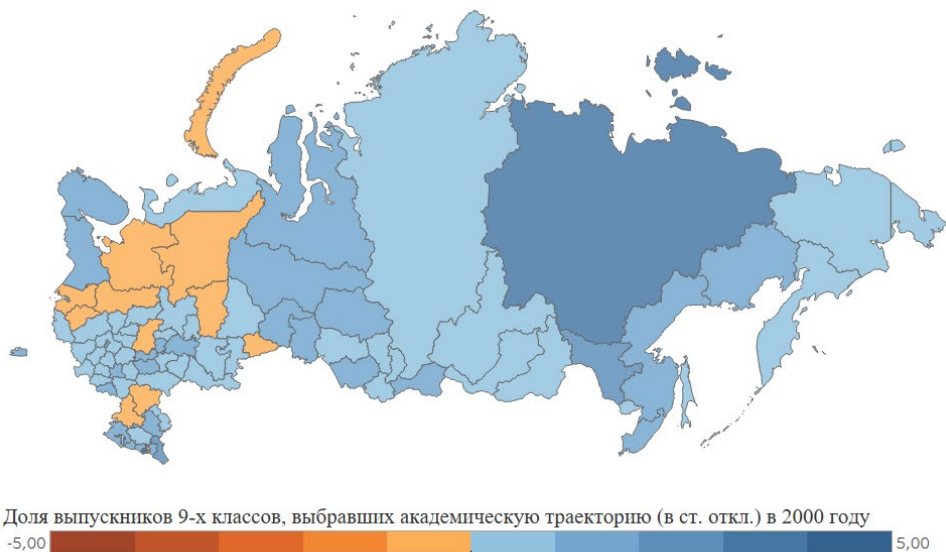 Доля выпускников 9-х классов, выбравших академическую траекторию (в ст. откл.) в 2000 году
-5,00 5,00